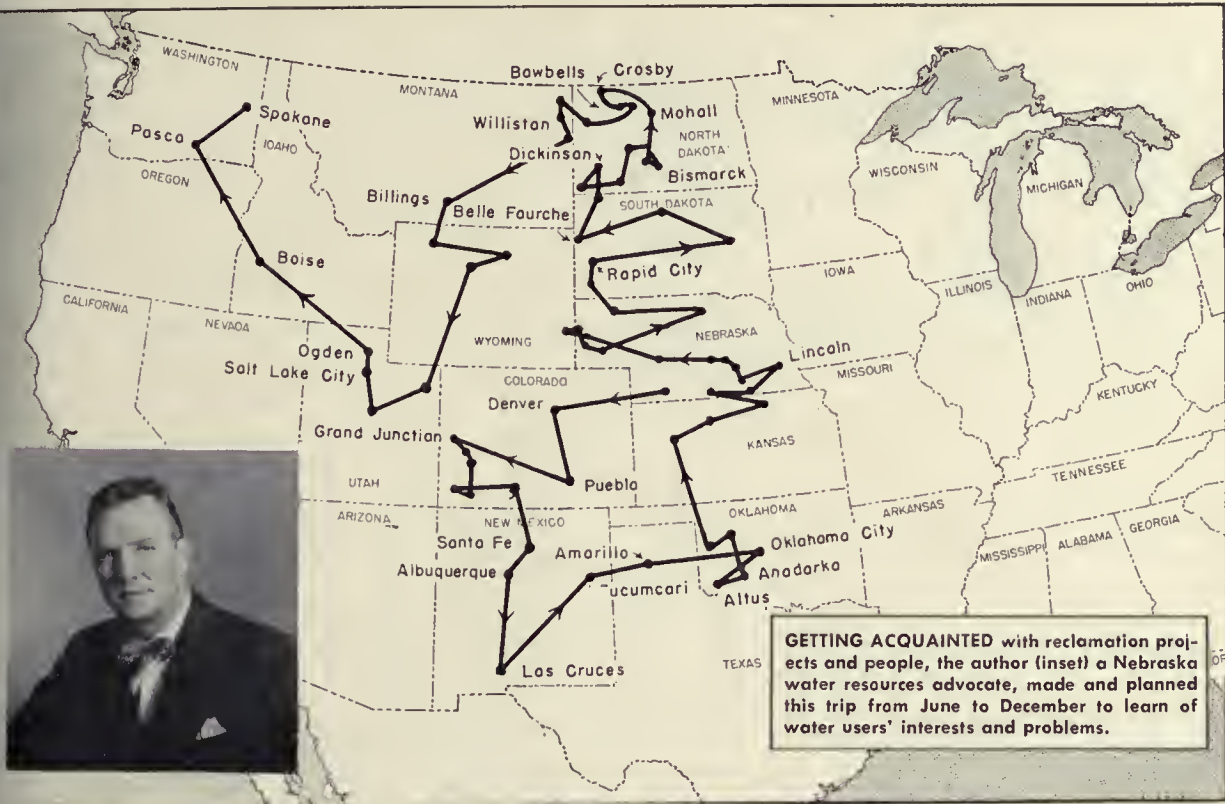 WASHINGTON
MONTANA
Bowbells
Crosby
MINNESOTA
Spokane
Williston
Mohall
Pasco
IDAHO
NORTH
DAKOTA
Dickinson
Bismarck
WISCONSIN
MICHIGAN
OREGON
Billings
SOUTH DAKOTA
Belle Fourche
Boise
Rapid City
IOWA
CALIFORNIA
NEVADA
ILLINOIS
INDIANA
OHIO
WYOMING
NEBRASKA
Ogden
Lincoln
Salt Lake City
COLORADO
MISSOURI
Denver
KENTUCKY
Grand Junction
KANSAS
UTAH
Pueblo
TENNESSEE
ARIZONA
NEW MEXICO
OKLAHOMA
ARKANSAS
GEORGIA
Santa Fe
Amarillo
Oklahoma City
MISSISSIPPI
ALABAMA
Albuquerque
Tucumcari
Anadarko
Altus
Las Cruces
TEXAS
GETTING ACQUAINTED with reclamation proj-
ects and people, the author (inset) a Nebraska
water resources advocate, made and planned
this trip from June to December to learn of
water users' interests and problems.